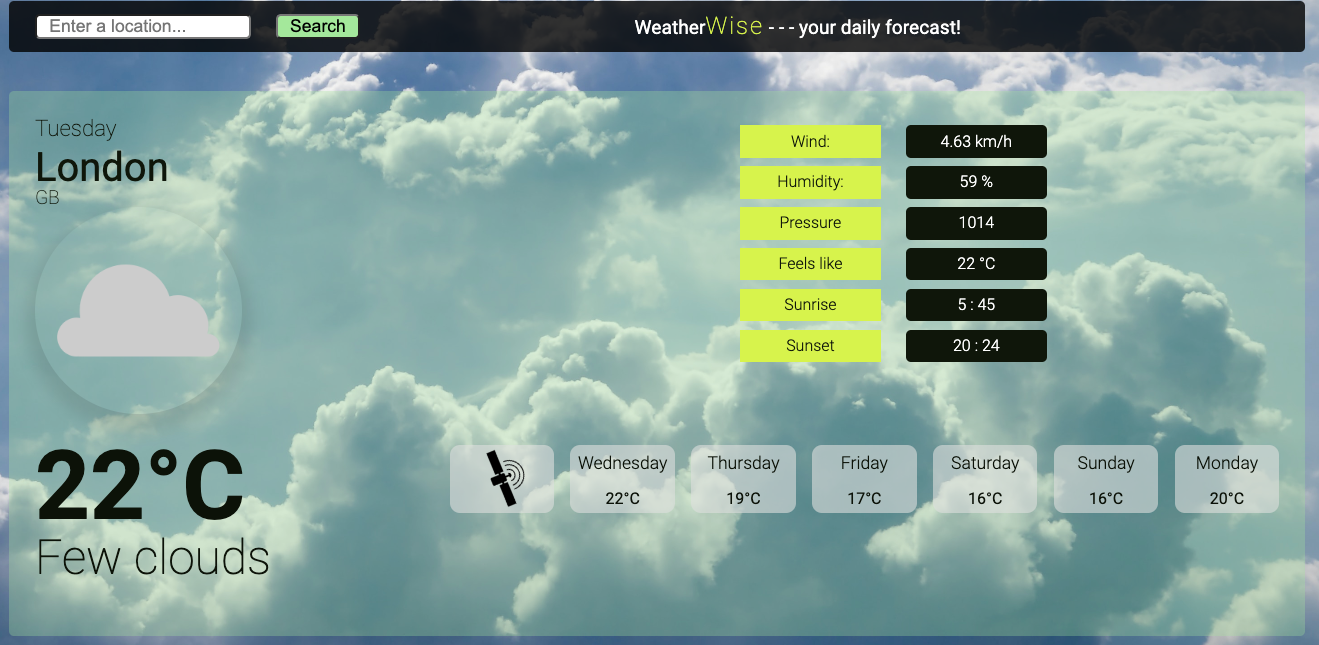 Enter a location...
Search
WeatherWise - - - your daily forecast!
Tuesday
London
GB
22°C
Few clouds
Wind: 4.63 km/h
Humidity: 59 %
Pressure 1014
Feels like 22 °C
Sunrise 5 : 45
Sunset 20 : 24
Wednesday
22°C
Thursday
19°C
Friday
17°C
Saturday
16°C
Sunday
16°C
Monday
20°C